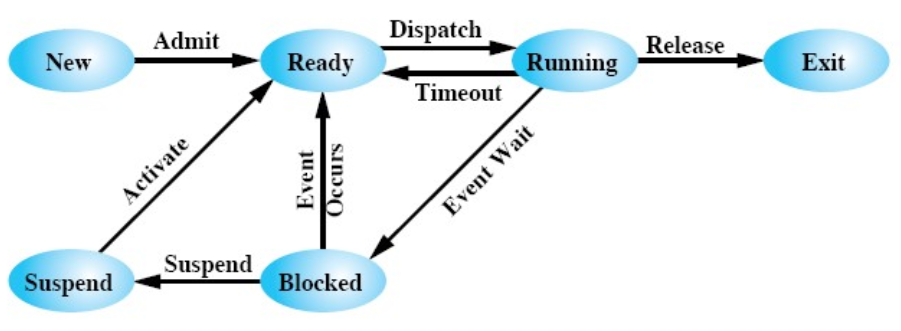 Admit
Dispatch
Release
New
Ready
Running
Exit
Timeout
Activate
Event
Occurs
Event Wait
Suspend
Suspend
Blocked